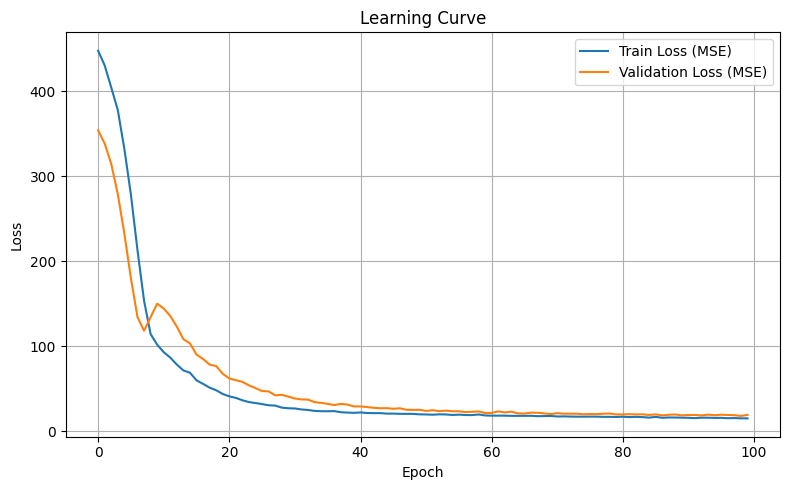 Learning Curve
Train Loss (MSE)
Validation Loss (MSE)
400
300
200
100
0
Loss
0 20 40 60 80 100
Epoch